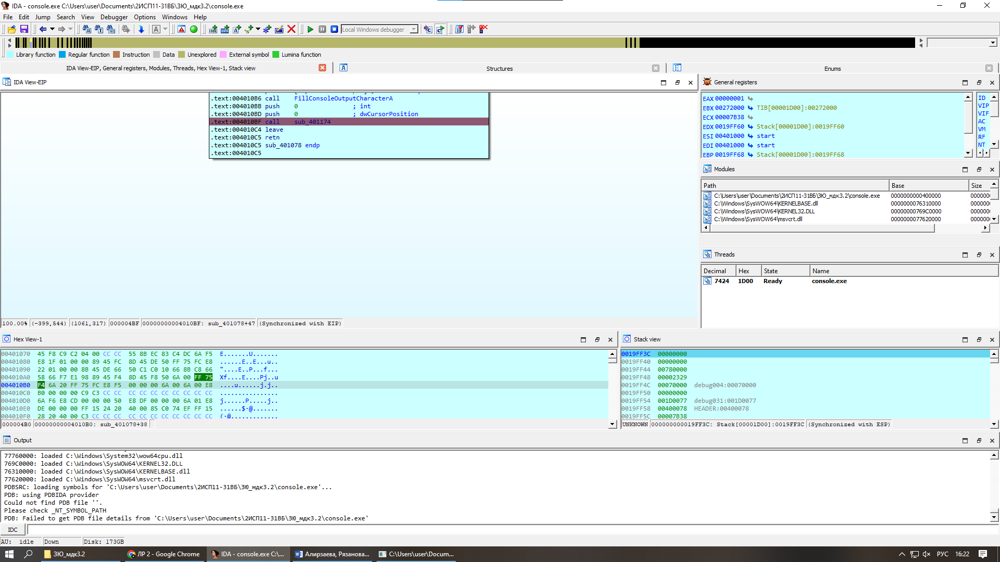 IDA - console.exe C:\Users\user\Documents\2ИСП11-31ВБ\ЗЮ_мдк3.2\console.exe
File Edit Jump Search View Debugger Options Windows Help
Local Windows debugger
Library function Regular function Instruction Data Unexplored External symbol Lumina function
IDA View-EIP, General registers, Modules, Threads, Hex View-1, Stack view
Structures
Enums
IDA View-EIP
.text:004010B6 call FillConsoleOutputCharacterA
.text:004010BB push 0 ; int
.text:004010BD push 0 ; dwCursorPosition
.text:004010BF call sub_401174
.text:004010C4 leave
.text:004010C5 retn
.text:004010C5 sub_401078 endp
.text:004010C5
100.00% (-399,544) (1061,317) 000004BF 00000000004010BF: sub_401078+47 (Synchronized with EIP)
General registers
EAX 00000001
EBX 00272000 TIB[00001D00]:00272000
ECX 00007B38
EDX 0019FF60 Stack[00001D00]:0019FF60
ESI 00401000 start
EDI 00401000 start
EBP 0019FF68 Stack[00001D00]:0019FF68
ID
VIP
VIF
AC
VM
RF
NT
Modules
Path Base Size
C:\Users\user\Documents\2ИСП11-31ВБ\ЗЮ_мдк3.2\console.exe 0000000000400000 000000
C:\Windows\SysWOW64\KERNELBASE.dll 0000000076310000 000000
C:\Windows\SysWOW64\KERNEL32.DLL 00000000769C0000 000000
C:\Windows\SysWOW64\msvcrt.dll 0000000077620000 000000
Threads
Decimal Hex State Name
7424 1D00 Ready console.exe
Hex View-1
00401070 45 F8 C9 C2 04 00 CC CC 55 8B EC 83 C4 DC 6A F5 E.......U.......
00401080 E8 1F 01 00 00 89 45 FC 8D 45 DE 50 FF 75 FC E8 ......E..E...u..
00401090 22 01 00 00 8B 45 DE 66 50 C1 C0 10 66 8B C8 66 "....E..P...f...
004010A0 58 66 F7 E1 98 89 45 F4 8D 45 F8 50 6A 00 FF 75 Xf....E....Pj..u
004010B0 F4 6A 20 FF 75 FC E8 F5 00 00 00 6A 00 6A 00 E8 ....u......j.j..
004010C0 B0 00 00 00 C9 C3 CC CC CC CC CC CC CC CC CC CC ................
004010D0 6A F6 E8 CD 00 00 00 50 E8 DF 00 00 00 6A 01 E8 j......P.....j..
004010E0 DE 00 00 00 FF 15 24 20 40 00 85 C0 74 EF FF 15 ......$·@.......
004010F0 28 20 40 00 C3 CC CC CC CC CC CC CC CC CC CC CC (·@.............
000004B0 00000000004010B0: sub_401078+38
Stack view
0019FF3C 00000000
0019FF40 00000000
0019FF44 00780000
0019FF48 00002329
0019FF4C 00070000 debug004:00070000
0019FF50 00000000
0019FF54 001D0077 debug031:001D0077
0019FF58 00400078 HEADER:00400078
0019FF5C 00007B38
UNKNOWN 000000000019FF3C: Stack[00001D00]:0019FF3C (Synchronized with ESP)
Output
77760000: loaded C:\Windows\System32\wow64cpu.dll
769C0000: loaded C:\Windows\SysWOW64\KERNEL32.DLL
76310000: loaded C:\Windows\SysWOW64\KERNELBASE.dll
77620000: loaded C:\Windows\SysWOW64\msvcrt.dll
PDBSRC: loading symbols for 'C:\Users\user\Documents\2ИСП11-31ВБ\ЗЮ_мдк3.2\console.exe'...
PDB: using PDBIDA provider
Could not find PDB file ''.
Please check _NT_SYMBOL_PATH
PDB: Failed to get PDB file details from 'C:\Users\user\Documents\2ИСП11-31ВБ\ЗЮ_мдк3.2\console.exe'
IDC
AU: idle Down Disk: 173GB
ЗЮ_мдк3.2
ЛР 2 - Google Chrome
IDA - console.exe C:\...
Алирзаева, Рязанова...
C:\Users\user\Docum...
РУС 16:22